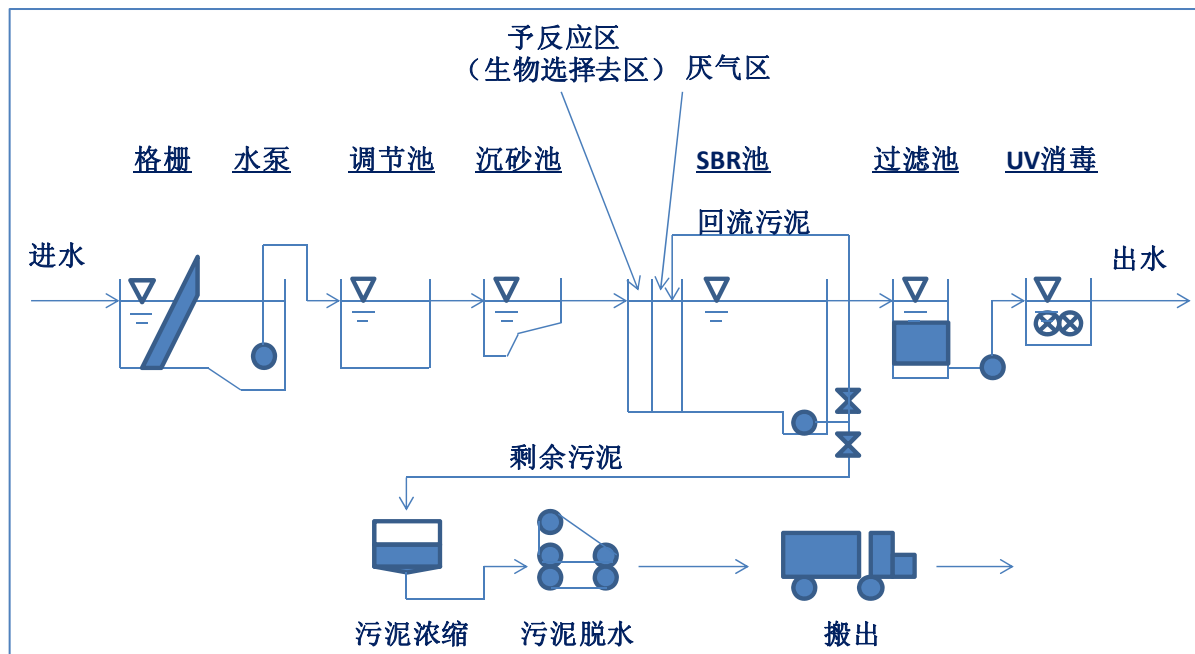 予反应区
（生物选择去区）
厌气区
格栅
水泵
调节池
沉砂池
SBR池
过滤池
UV消毒
回流污泥
进水
出水
剩余污泥
污泥浓缩
污泥脱水
搬出